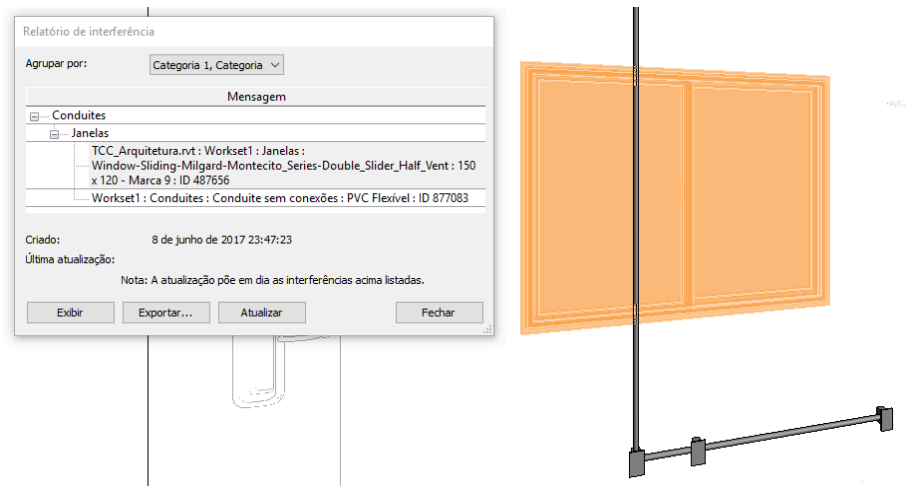 Relatório de interferência
Agrupar por:
Categoria 1, Categoria
Mensagem
Conduites
Janelas
TCC_Arquitetura.rvt : Workset1 : Janelas :
Window-Sliding-Milgard-Montecito_Series-Double_Slider_Half_Vent : 150
x 120 - Marca 9 : ID 487656
Workset1 : Conduites : Conduite sem conexões : PVC Flexível : ID 877083
Criado:
8 de junho de 2017 23:47:23
Última atualização:
Nota: A atualização põe em dia as interferências acima listadas.
Exibir
Exportar...
Atualizar
Fechar